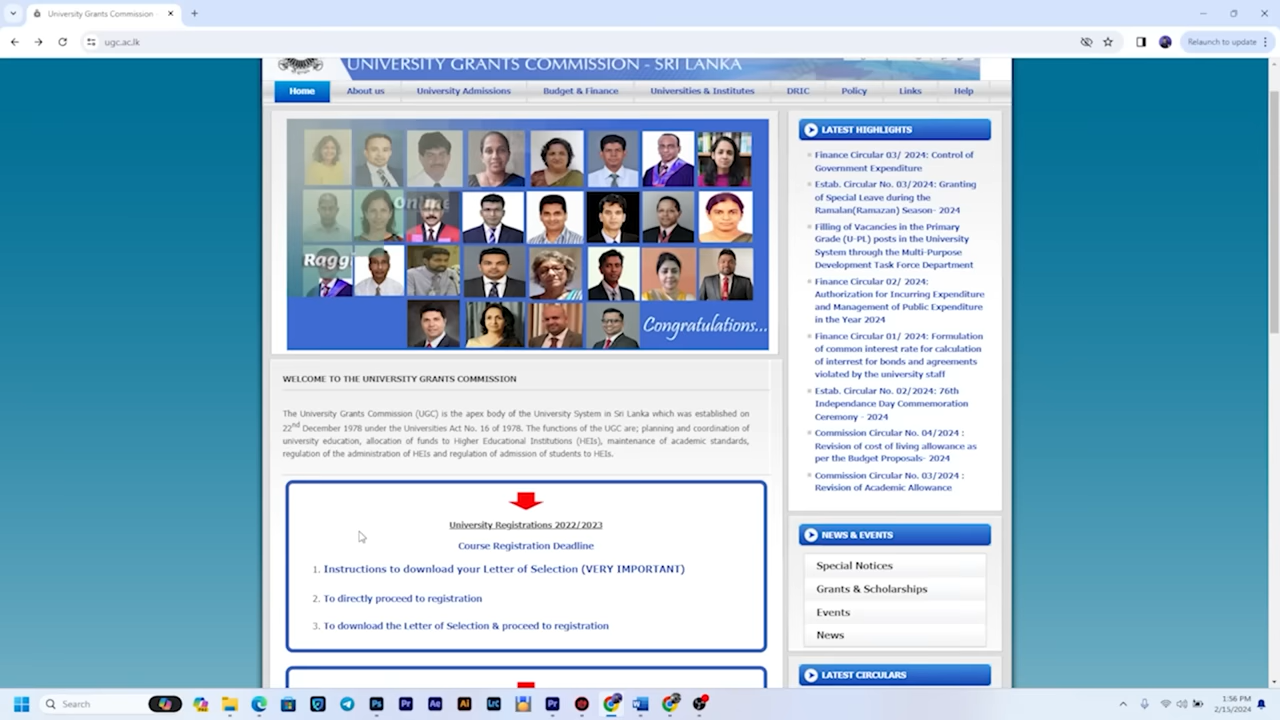 University Grants Commission
ugc.ac.lk
Relaunch to update
UNIVERSITY GRANTS COMMISSION - SRI LANKA
Home
About us
University Admissions
Budget & Finance
Universities & Institutes
DRIC
Policy
Links
Help
Online
Ragg
Congratulations...
WELCOME TO THE UNIVERSITY GRANTS COMMISSION
The University Grants Commission (UGC) is the apex body of the University System in Sri Lanka which was established on
22nd December 1978 under the Universities Act No. 16 of 1978. The functions of the UGC are; planning and coordination of
university education, allocation of funds to Higher Educational Institutions (HEIs), maintenance of academic standards,
regulation of the administration of HEIs and regulation of admission of students to HEIs.
University Registrations 2022/2023
Course Registration Deadline
1. Instructions to download your Letter of Selection (VERY IMPORTANT)
2. To directly proceed to registration
3. To download the Letter of Selection & proceed to registration
LATEST HIGHLIGHTS
Finance Circular 03/ 2024: Control of
Government Expenditure
Estab. Circular No. 03/2024: Granting
of Special Leave during the
Ramalan(Ramazan) Season- 2024
Filling of Vacancies in the Primary
Grade (U-PL) posts in the University
System through the Multi-Purpose
Development Task Force Department
Finance Circular 02/ 2024:
Authorization for Incurring Expenditure
and Management of Public Expenditure
in the Year 2024
Finance Circular 01/ 2024: Formulation
of common interest rate for calculation
of interrest for bonds and agreements
violated by the university staff
Estab. Circular No. 02/2024: 76th
Independance Day Commemoration
Ceremony - 2024
Commission Circular No. 04/2024 :
Revision of cost of living allowance as
per the Budget Proposals- 2024
Commission Circular No. 03/2024 :
Revision of Academic Allowance
NEWS & EVENTS
Special Notices
Grants & Scholarships
Events
News
LATEST CIRCULARS
Search
Ps
Pr
Ae
Ai
Lrc
Pr
1:56 PM
2/15/2024